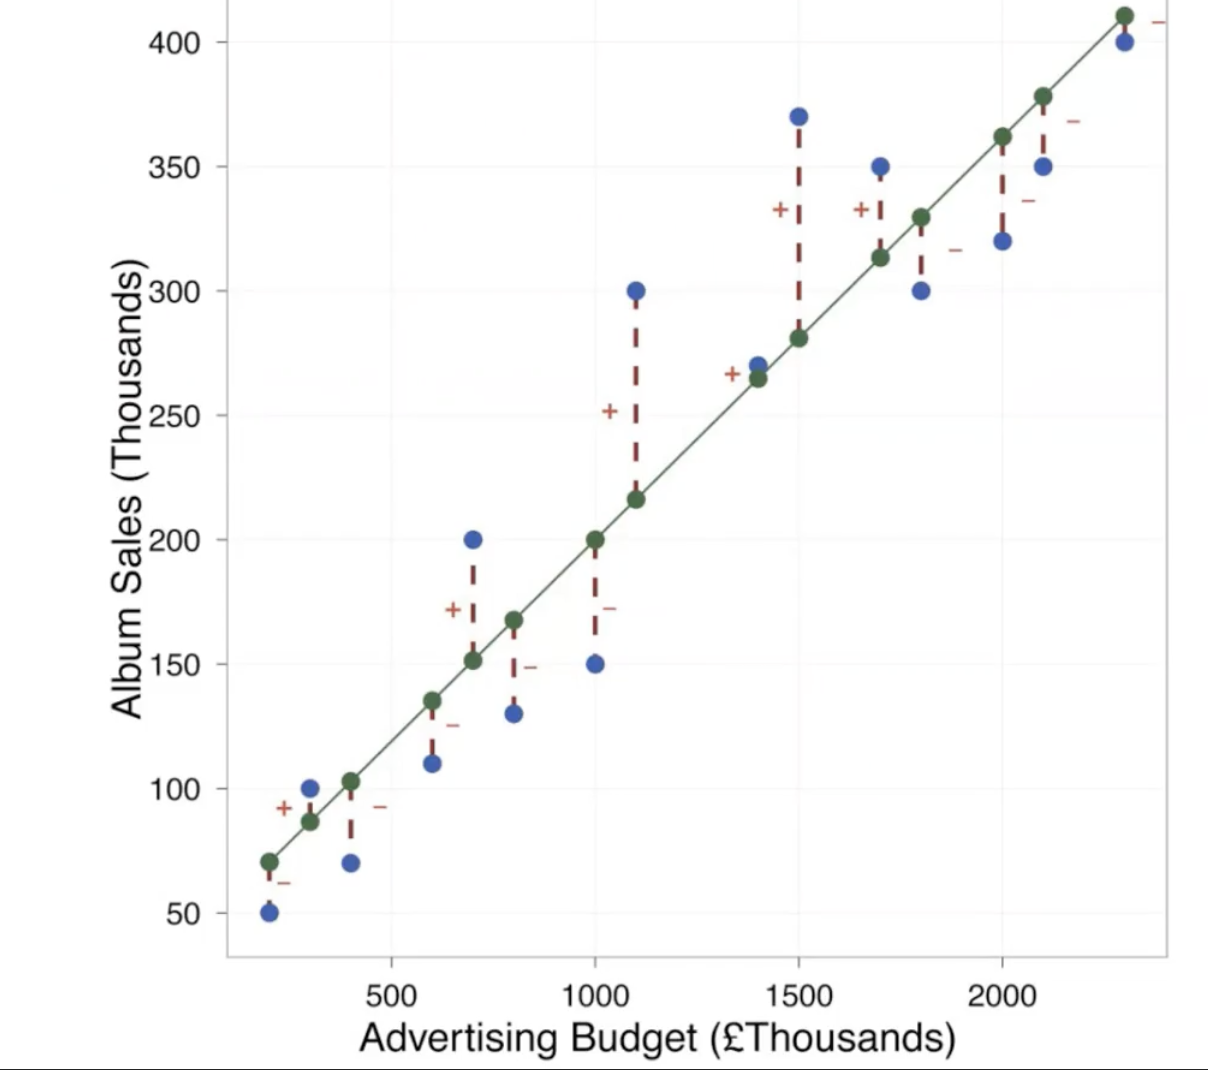 400
350
300
250
200
150
100
50
Album Sales (Thousands)
+ + + + + +
− − − − − − − − −
500 1000 1500 2000
Advertising Budget (£Thousands)